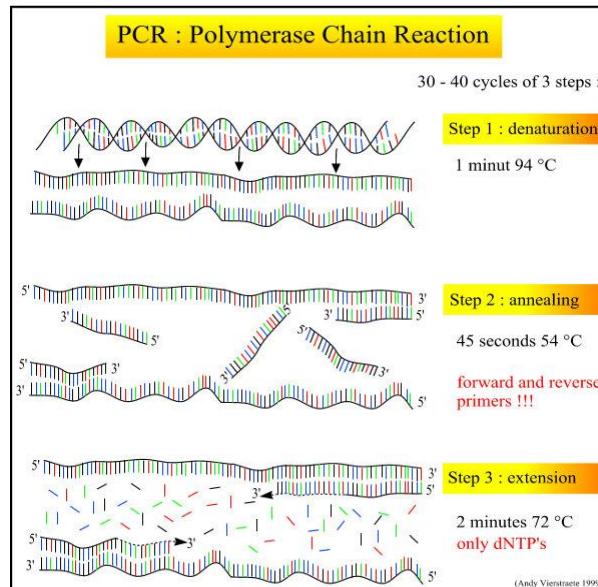 PCR : Polymerase Chain Reaction
30 - 40 cycles of 3 steps :
Step 1 : denaturation
1 minut 94 °C
5'
3'
Step 2 : annealing
3'
5'
5'
5'
5'
45 seconds 54 °C
5'
3'
3'
3'
3'
5'
forward and reverse
primers !!!
5'
3'
Step 3 : extension
3'
5'
2 minutes 72 °C
5'
3'
only dNTP's
3'
5'
(Andy Vierstraete 1999